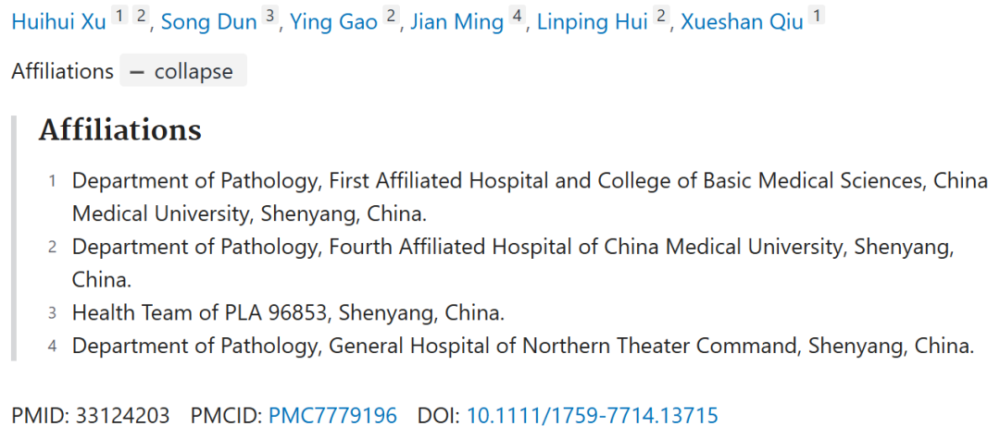 Huihui Xu 1 2, Song Dun 3, Ying Gao 2, Jian Ming 4, Linping Hui 2, Xueshan Qiu 1
Affiliations − collapse
Affiliations
1 Department of Pathology, First Affiliated Hospital and College of Basic Medical Sciences, China
Medical University, Shenyang, China.
2 Department of Pathology, Fourth Affiliated Hospital of China Medical University, Shenyang,
China.
3 Health Team of PLA 96853, Shenyang, China.
4 Department of Pathology, General Hospital of Northern Theater Command, Shenyang, China.
PMID: 33124203 PMCID: PMC7779196 DOI: 10.1111/1759-7714.13715